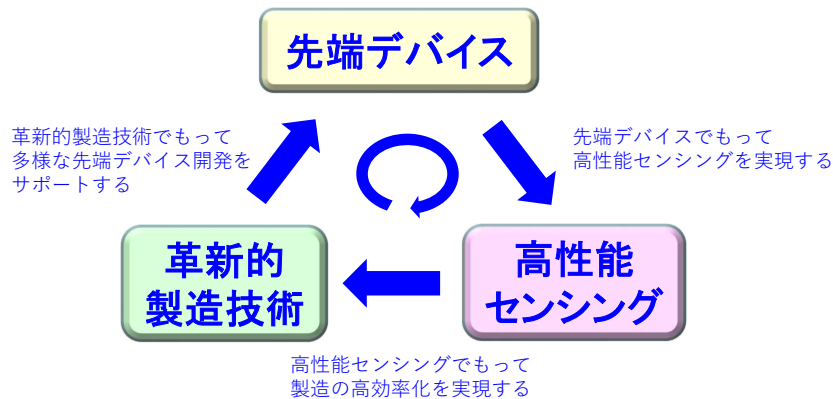 先端デバイス
革新的製造技術でもって
多様な先端デバイス開発を
サポートする
先端デバイスでもって
高性能センシングを実現する
革新的
製造技術
高性能
センシング
高性能センシングでもって
製造の高効率化を実現する